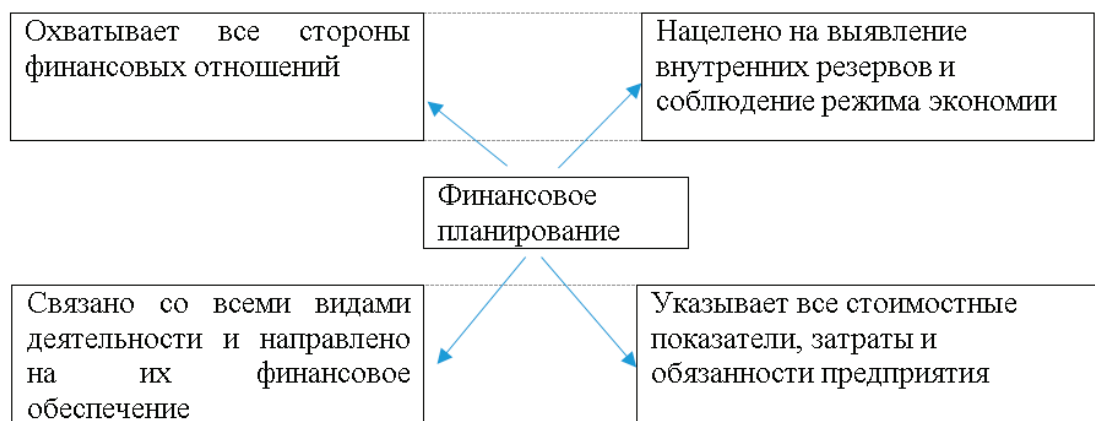 Охватывает все стороны
финансовых отношений
Нацелено на выявление
внутренних резервов и
соблюдение режима экономии
Финансовое
планирование
Связано со всеми видами
деятельности и направлено
на их финансовое
обеспечение
Указывает все стоимостные
показатели, затраты и
обязанности предприятия